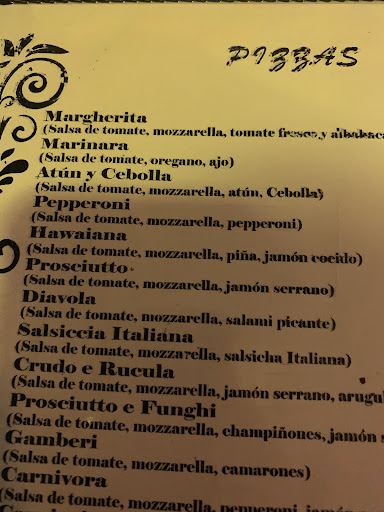 PIZZAS
Margherita
(Salsa de tomate, mozzarella, tomate fresco y albahaca
Marinara
(Salsa de tomate, oregano, ajo)
Atún y Cebolla
(Salsa de tomate, mozzarella, atún, Cebolla)
Pepperoni
(Salsa de tomate, mozzarella, pepperoni)
Hawaiana
(Salsa de tomate, mozzarella, piña, jamón cocido)
Prosciutto
(Salsa de tomate, mozzarella, jamón serrano)
Diavola
(Salsa de tomate, mozzarella, salami picante)
Salsiccia Italiana
(Salsa de tomate, mozzarella, salsicha Italiana)
Crudo e Rucula
(Salsa de tomate, mozzarella, jamón serrano, arugul
Prosciutto e Funghi
(Salsa de tomate, mozzarella, champiñones, jamón s
Gamberi
(Salsa de tomate, mozzarella, camarones)
Carnivora
(Salsa de tomate, mozzarella, pepperoni, jamón